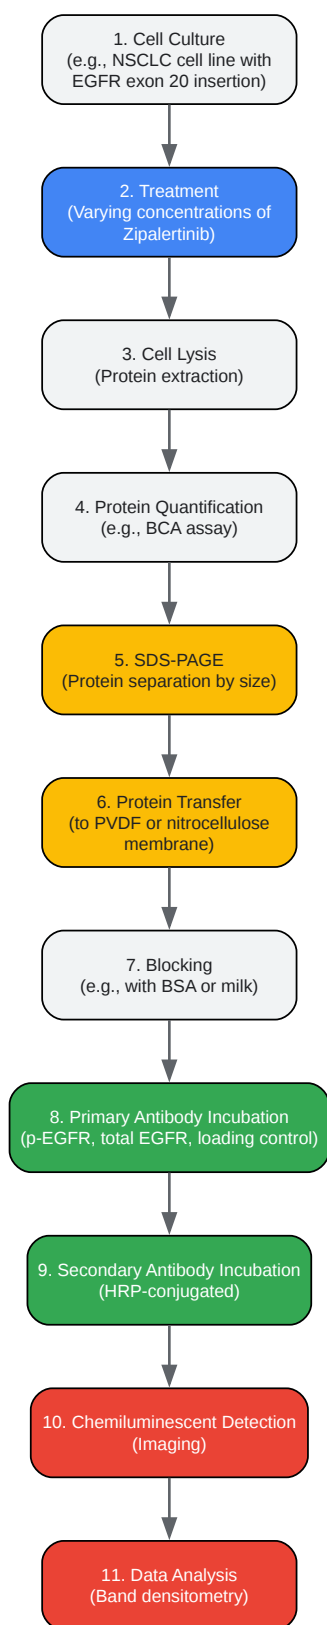 1. Cell Culture
(e.g., NSCLC cell line with
EGFR exon 20 insertion)
2. Treatment
(Varying concentrations of
Zipalertinib)
3. Cell Lysis
(Protein extraction)
4. Protein Quantification
(e.g., BCA assay)
5. SDS-PAGE
(Protein separation by size)
6. Protein Transfer
(to PVDF or nitrocellulose
membrane)
7. Blocking
(e.g., with BSA or milk)
8. Primary Antibody Incubation
(p-EGFR, total EGFR, loading control)
9. Secondary Antibody Incubation
(HRP-conjugated)
10. Chemiluminescent Detection
(Imaging)
11. Data Analysis
(Band densitometry)